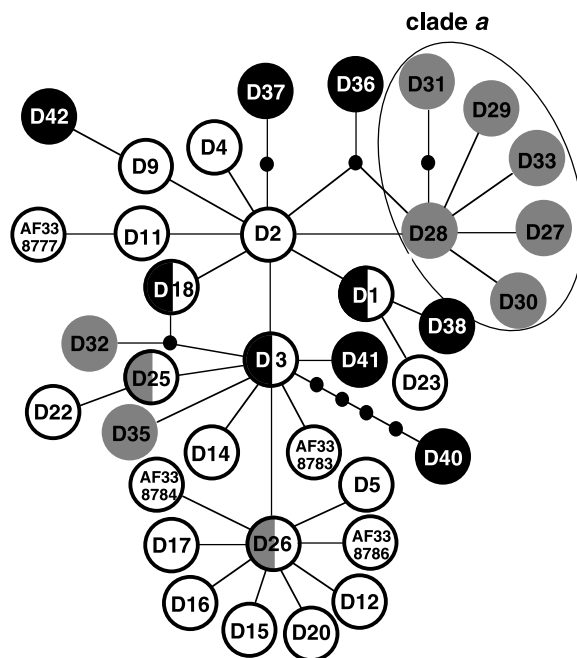 clade a
D37
D36
D31
D29
D42
D4
D33
D9
AF33
8777
D11
D2
D28
D27
D18
D1
D30
D38
D32
D3
D41
D25
D23
D22
D35
D14
AF33
8783
D40
AF33
8784
D5
D17
D26
AF33
8786
D16
D12
D15
D20